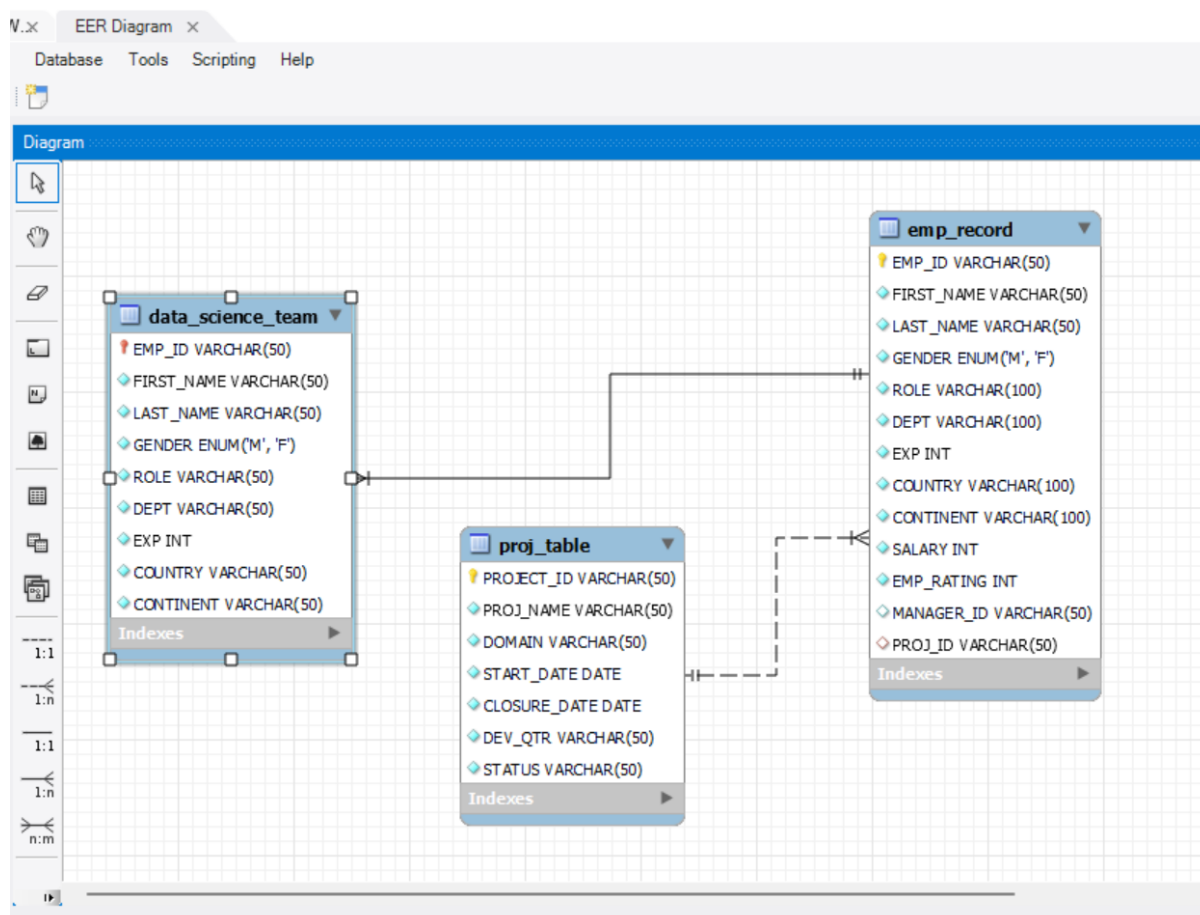 W.. EER Diagram
Database Tools Scripting Help
Diagram
data_science_team
EMP_ID VARCHAR(50)
FIRST_NAME VARCHAR(50)
LAST_NAME VARCHAR(50)
GENDER ENUM('M', 'F')
ROLE VARCHAR(50)
DEPT VARCHAR(50)
EXP INT
COUNTRY VARCHAR(50)
CONTINENT VARCHAR(50)
Indexes
proj_table
PROJECT_ID VARCHAR(50)
PROJ_NAME VARCHAR(50)
DOMAIN VARCHAR(50)
START_DATE DATE
CLOSURE_DATE DATE
DEV_QTR VARCHAR(50)
STATUS VARCHAR(50)
Indexes
emp_record
EMP_ID VARCHAR(50)
FIRST_NAME VARCHAR(50)
LAST_NAME VARCHAR(50)
GENDER ENUM('M', 'F')
ROLE VARCHAR(100)
DEPT VARCHAR(100)
EXP INT
COUNTRY VARCHAR(100)
CONTINENT VARCHAR(100)
SALARY INT
EMP_RATING INT
MANAGER_ID VARCHAR(50)
PROJ_ID VARCHAR(50)
Indexes
1:1
1:n
1:1
1:n
n:m